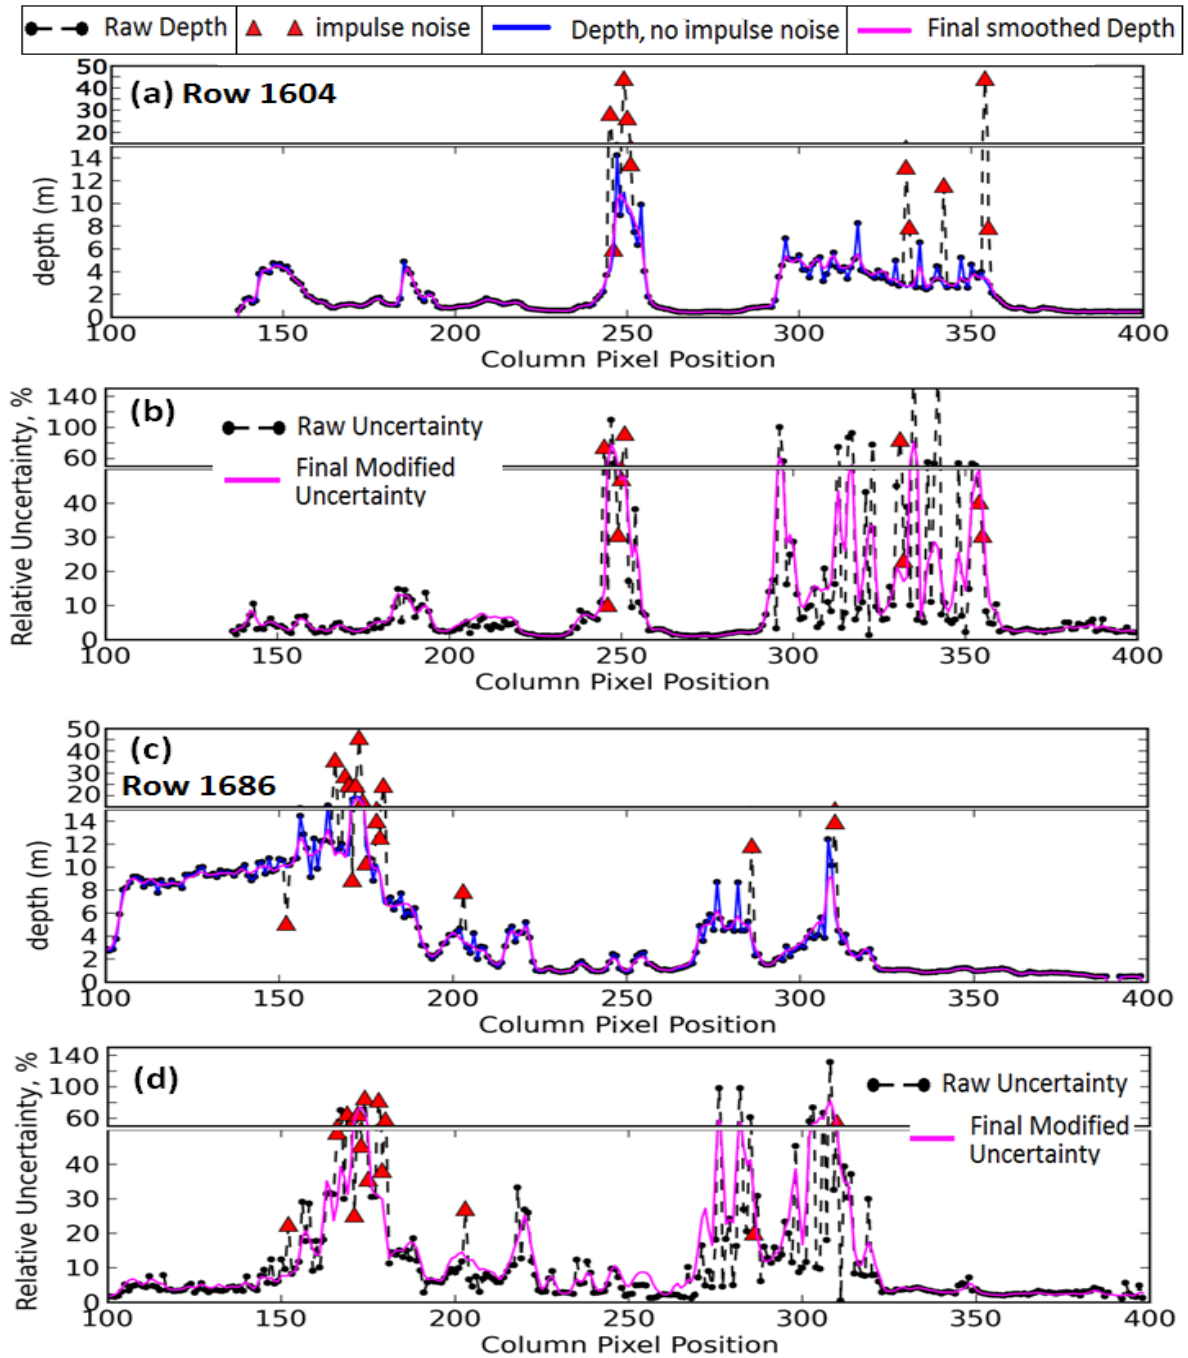 Raw Depth impulse noise Depth, no impulse noise Final smoothed Depth
(a) Row 1604
50
40
30
20
14
12
10
8
6
4
2
0
depth (m)
100 150 200 250 300 350 400
Column Pixel Position
(b)
140
100
60
40
30
20
10
0
Relative Uncertainty, %
Raw Uncertainty
Final Modified
Uncertainty
100 150 200 250 300 350 400
Column Pixel Position
(c)
Row 1686
50
40
30
20
14
12
10
8
6
4
2
0
depth (m)
100 150 200 250 300 350 400
Column Pixel Position
(d)
140
100
60
40
30
20
10
0
Relative Uncertainty, %
Raw Uncertainty
Final Modified
Uncertainty
100 150 200 250 300 350 400
Column Pixel Position